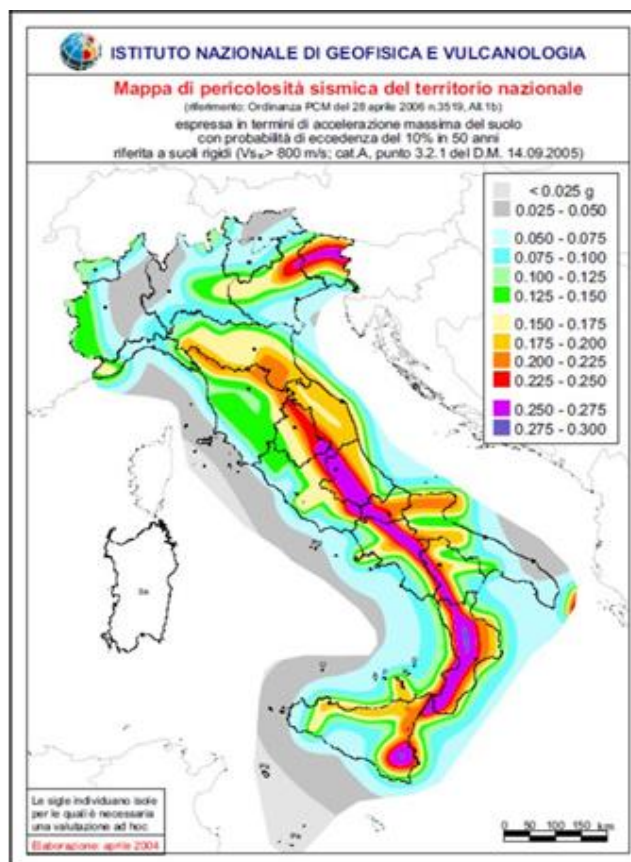 ISTITUTO NAZIONALE DI GEOFISICA E VULCANOLOGIA
Mappa di pericolosità sismica del territorio nazionale
(riferimento: Ordinanza PCM del 28 aprile 2006 n.3519, All.1b)
espressa in termini di accelerazione massima del suolo
con probabilità di eccedenza del 10% in 50 anni
riferita a suoli rigidi (Vs₃₀> 800 m/s; cat.A, punto 3.2.1 del D.M. 14.09.2005)
< 0.025 g
0.025 - 0.050
0.050 - 0.075
0.075 - 0.100
0.100 - 0.125
0.125 - 0.150
0.150 - 0.175
0.175 - 0.200
0.200 - 0.225
0.225 - 0.250
0.250 - 0.275
0.275 - 0.300
Le sigle individuano isole
per le quali è necessaria
una valutazione ad hoc
Elaborazione: aprile 2004
0 50 100 150 km